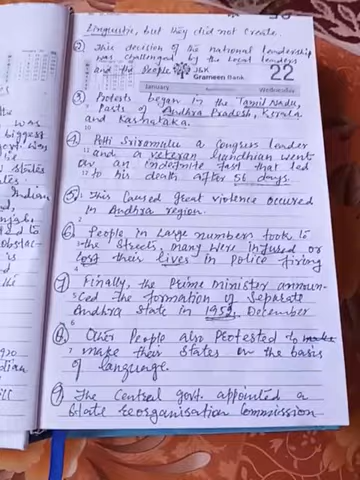 Linguistic, but they did not create.
② This decision of the national leadership
was challenged by the local leaders
and the People
J&K
Grameen Bank
22
January
Wednesday
③ Protests began in the Tamil Nadu,
Parts of Andhra Pradesh, Kerala
and Karnataka.
④ Potti Sriramulu a Congress leader
and a veteran Gandhian went
on an indefinite fast that led
to his death after 56 days.
⑤ This Caused great violence occured
in Andhra region.
⑥ People in Large numbers took to
the streets, many were injured or
lost their lives in Police firing
⑦ Finally, the Prime Minister announ-
ced the formation of Separate
Andhra state in 1952, December
⑧ Other People also Protested to
make their States on the basis
of language.
⑨ The Central govt. appointed a
State Reorganisation Commission